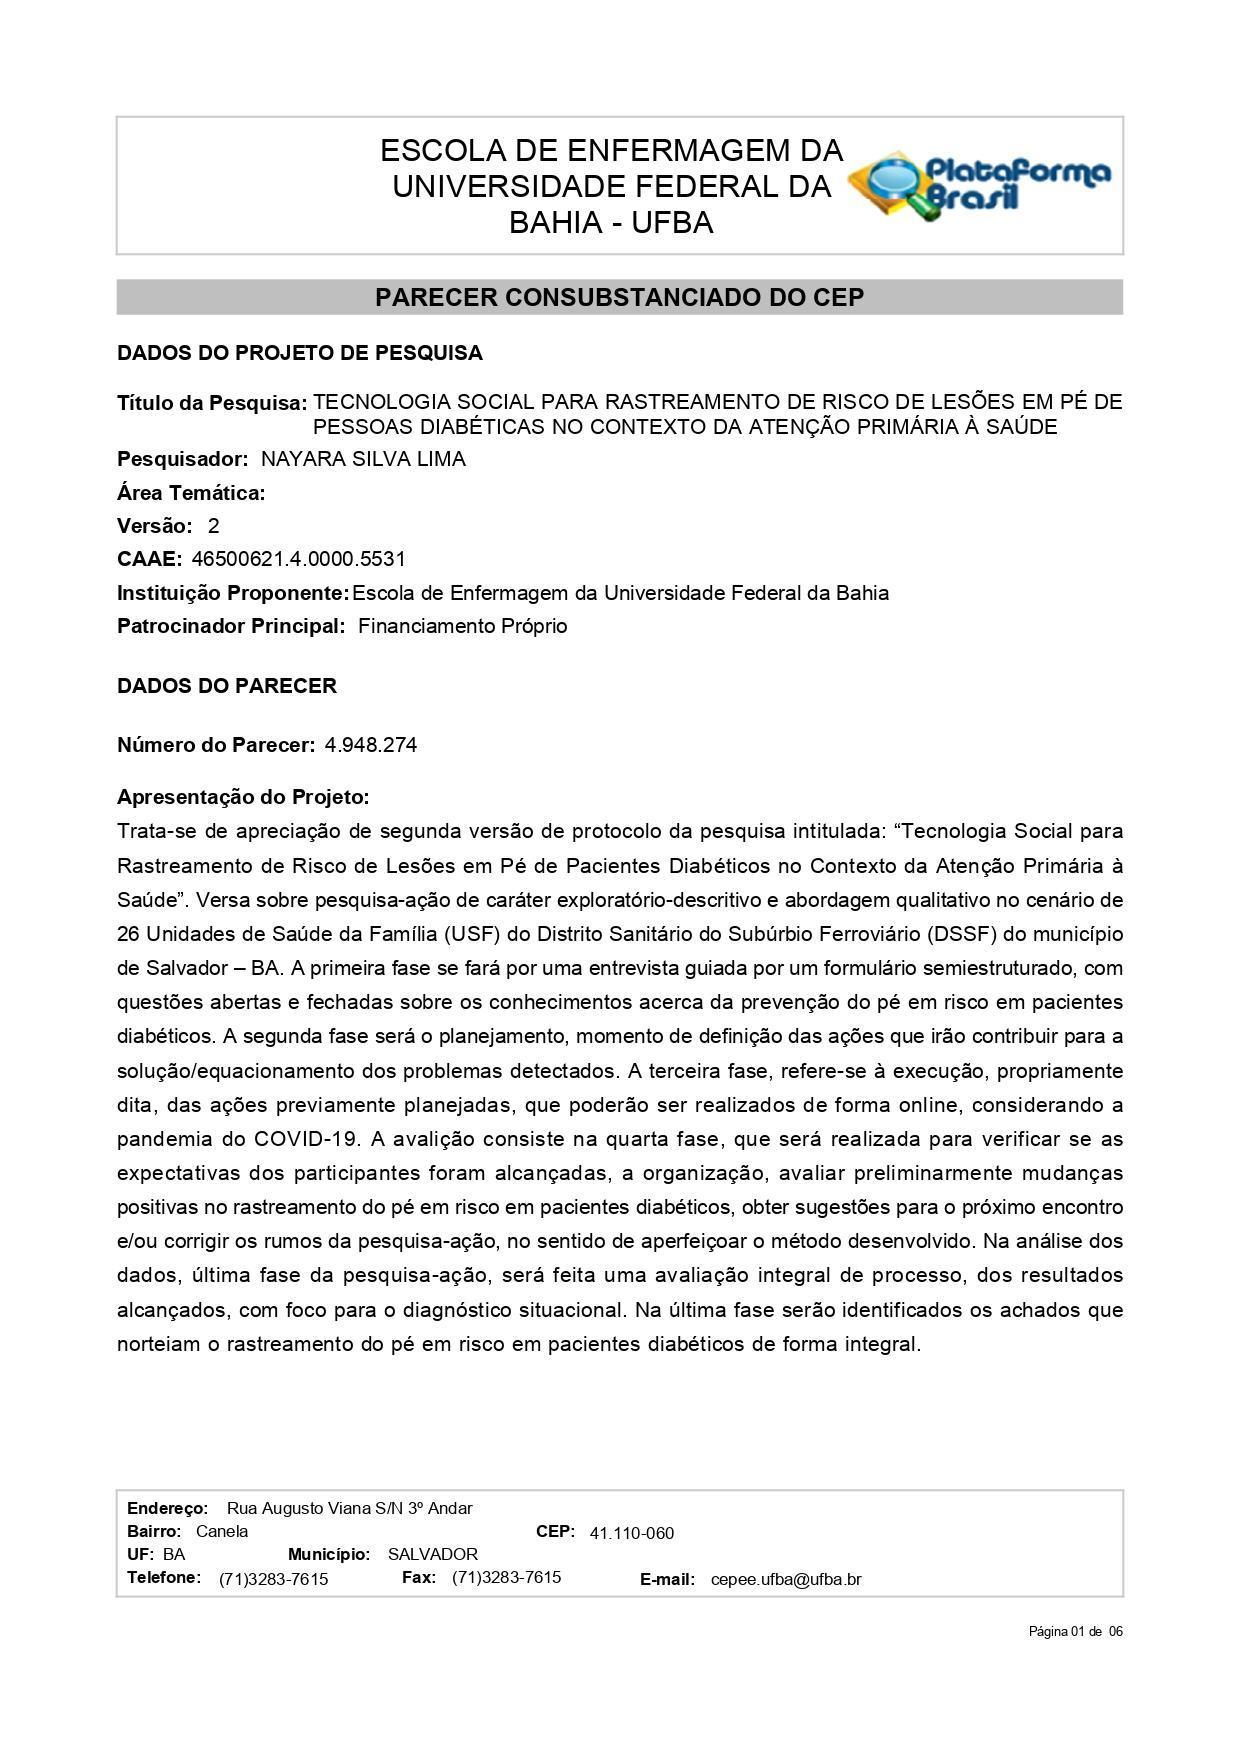 ESCOLA DE ENFERMAGEM DA
UNIVERSIDADE FEDERAL DA
BAHIA - UFBA
Plataforma
Brasil
PARECER CONSUBSTANCIADO DO CEP
DADOS DO PROJETO DE PESQUISA
Título da Pesquisa: TECNOLOGIA SOCIAL PARA RASTREAMENTO DE RISCO DE LESÕES EM PÉ DE
PESSOAS DIABÉTICAS NO CONTEXTO DA ATENÇÃO PRIMÁRIA À SAÚDE
Pesquisador: NAYARA SILVA LIMA
Área Temática:
Versão: 2
CAAE: 46500621.4.0000.5531
Instituição Proponente: Escola de Enfermagem da Universidade Federal da Bahia
Patrocinador Principal: Financiamento Próprio
DADOS DO PARECER
Número do Parecer: 4.948.274
Apresentação do Projeto:
Trata-se de apreciação de segunda versão de protocolo da pesquisa intitulada: “Tecnologia Social para
Rastreamento de Risco de Lesões em Pé de Pacientes Diabéticos no Contexto da Atenção Primária à
Saúde”. Versa sobre pesquisa-ação de caráter exploratório-descritivo e abordagem qualitativo no cenário de
26 Unidades de Saúde da Família (USF) do Distrito Sanitário do Subúrbio Ferroviário (DSSF) do município
de Salvador – BA. A primeira fase se fará por uma entrevista guiada por um formulário semiestruturado, com
questões abertas e fechadas sobre os conhecimentos acerca da prevenção do pé em risco em pacientes
diabéticos. A segunda fase será o planejamento, momento de definição das ações que irão contribuir para a
solução/equacionamento dos problemas detectados. A terceira fase, refere-se à execução, propriamente
dita, das ações previamente planejadas, que poderão ser realizados de forma online, considerando a
pandemia do COVID-19. A avalição consiste na quarta fase, que será realizada para verificar se as
expectativas dos participantes foram alcançadas, a organização, avaliar preliminarmente mudanças
positivas no rastreamento do pé em risco em pacientes diabéticos, obter sugestões para o próximo encontro
e/ou corrigir os rumos da pesquisa-ação, no sentido de aperfeiçoar o método desenvolvido. Na análise dos
dados, última fase da pesquisa-ação, será feita uma avaliação integral de processo, dos resultados
alcançados, com foco para o diagnóstico situacional. Na última fase serão identificados os achados que
norteiam o rastreamento do pé em risco em pacientes diabéticos de forma integral.
Endereço: Rua Augusto Viana S/N 3º Andar
Bairro: Canela CEP: 41.110-060
UF: BA Município: SALVADOR
Telefone: (71)3283-7615 Fax: (71)3283-7615 E-mail: cepee.ufba@ufba.br
Página 01 de 06